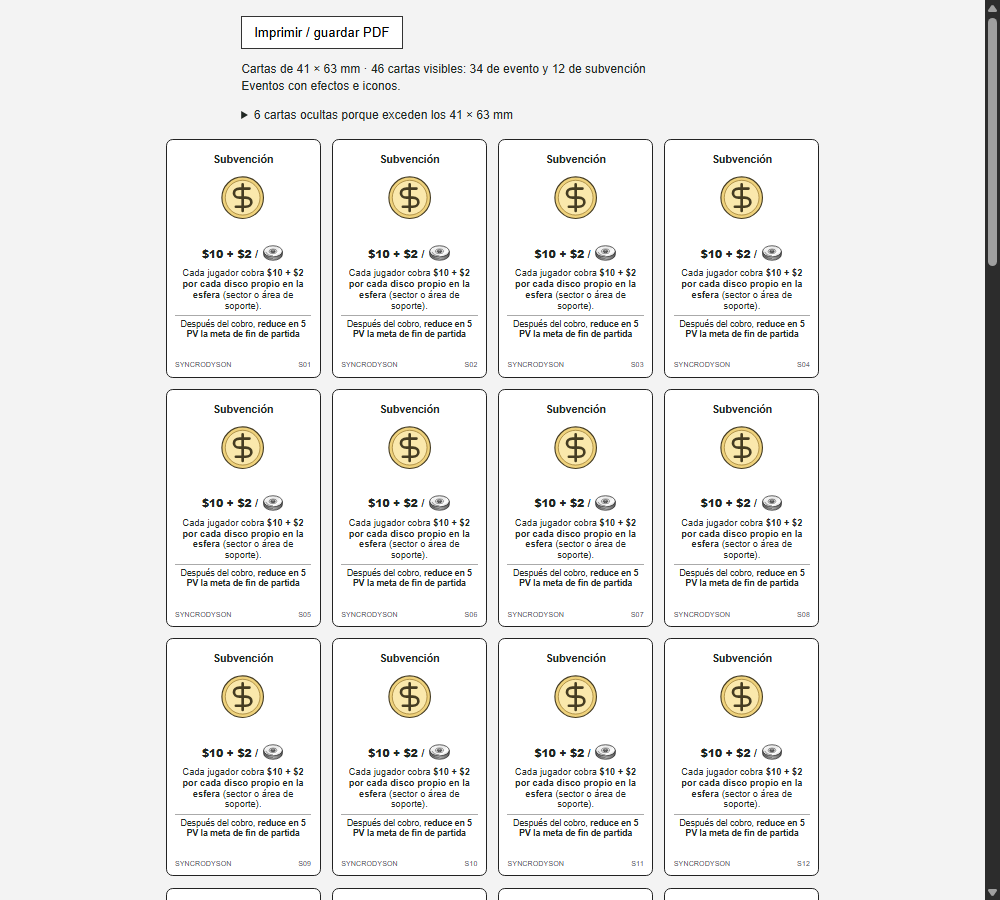 Imprimir / guardar PDF
Cartas de 41 × 63 mm · 46 cartas visibles: 34 de evento y 12 de subvención
Eventos con efectos e iconos.
▶ 6 cartas ocultas porque exceden los 41 × 63 mm
Subvención
$
$10 + $2 /
Cada jugador cobra $10 + $2
por cada disco propio en la
esfera (sector o área de
soporte).
Después del cobro, reduce en 5
PV la meta de fin de partida
SYNCRODYSON S01
Subvención
$
$10 + $2 /
Cada jugador cobra $10 + $2
por cada disco propio en la
esfera (sector o área de
soporte).
Después del cobro, reduce en 5
PV la meta de fin de partida
SYNCRODYSON S02
Subvención
$
$10 + $2 /
Cada jugador cobra $10 + $2
por cada disco propio en la
esfera (sector o área de
soporte).
Después del cobro, reduce en 5
PV la meta de fin de partida
SYNCRODYSON S03
Subvención
$
$10 + $2 /
Cada jugador cobra $10 + $2
por cada disco propio en la
esfera (sector o área de
soporte).
Después del cobro, reduce en 5
PV la meta de fin de partida
SYNCRODYSON S04
Subvención
$
$10 + $2 /
Cada jugador cobra $10 + $2
por cada disco propio en la
esfera (sector o área de
soporte).
Después del cobro, reduce en 5
PV la meta de fin de partida
SYNCRODYSON S05
Subvención
$
$10 + $2 /
Cada jugador cobra $10 + $2
por cada disco propio en la
esfera (sector o área de
soporte).
Después del cobro, reduce en 5
PV la meta de fin de partida
SYNCRODYSON S06
Subvención
$
$10 + $2 /
Cada jugador cobra $10 + $2
por cada disco propio en la
esfera (sector o área de
soporte).
Después del cobro, reduce en 5
PV la meta de fin de partida
SYNCRODYSON S07
Subvención
$
$10 + $2 /
Cada jugador cobra $10 + $2
por cada disco propio en la
esfera (sector o área de
soporte).
Después del cobro, reduce en 5
PV la meta de fin de partida
SYNCRODYSON S08
Subvención
$
$10 + $2 /
Cada jugador cobra $10 + $2
por cada disco propio en la
esfera (sector o área de
soporte).
Después del cobro, reduce en 5
PV la meta de fin de partida
SYNCRODYSON S09
Subvención
$
$10 + $2 /
Cada jugador cobra $10 + $2
por cada disco propio en la
esfera (sector o área de
soporte).
Después del cobro, reduce en 5
PV la meta de fin de partida
SYNCRODYSON S10
Subvención
$
$10 + $2 /
Cada jugador cobra $10 + $2
por cada disco propio en la
esfera (sector o área de
soporte).
Después del cobro, reduce en 5
PV la meta de fin de partida
SYNCRODYSON S11
Subvención
$
$10 + $2 /
Cada jugador cobra $10 + $2
por cada disco propio en la
esfera (sector o área de
soporte).
Después del cobro, reduce en 5
PV la meta de fin de partida
SYNCRODYSON S12